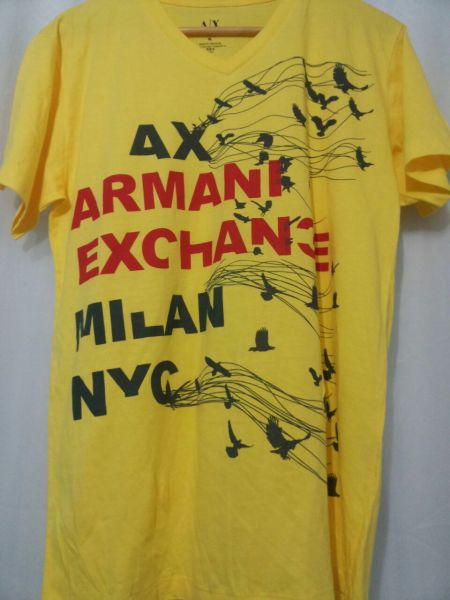 A/X
AX
ARMANI
EXCHANGE
MILAN
NYC